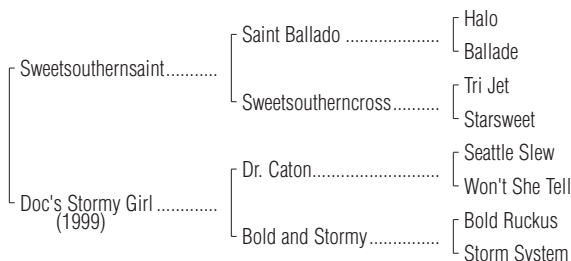 Halo
Saint Ballado ....................
Ballade
Sweetsouthernsaint...........
Tri Jet
Sweetsoutherncross..........
Starsweet
Seattle Slew
Dr. Caton...........................
Won't She Tell
Doc's Stormy Girl .............
(1999)
Bold Ruckus
Bold and Stormy...............
Storm System